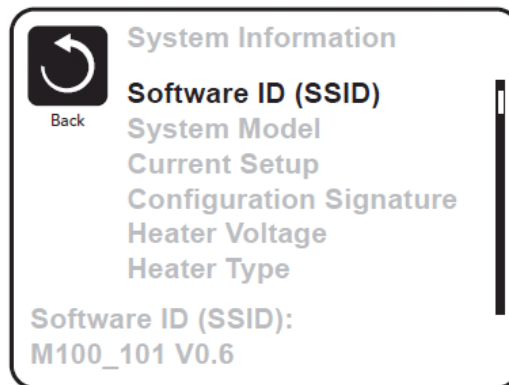 System Information
Back
Software ID (SSID)
System Model
Current Setup
Configuration Signature
Heater Voltage
Heater Type
Software ID (SSID):
M100_101 V0.6